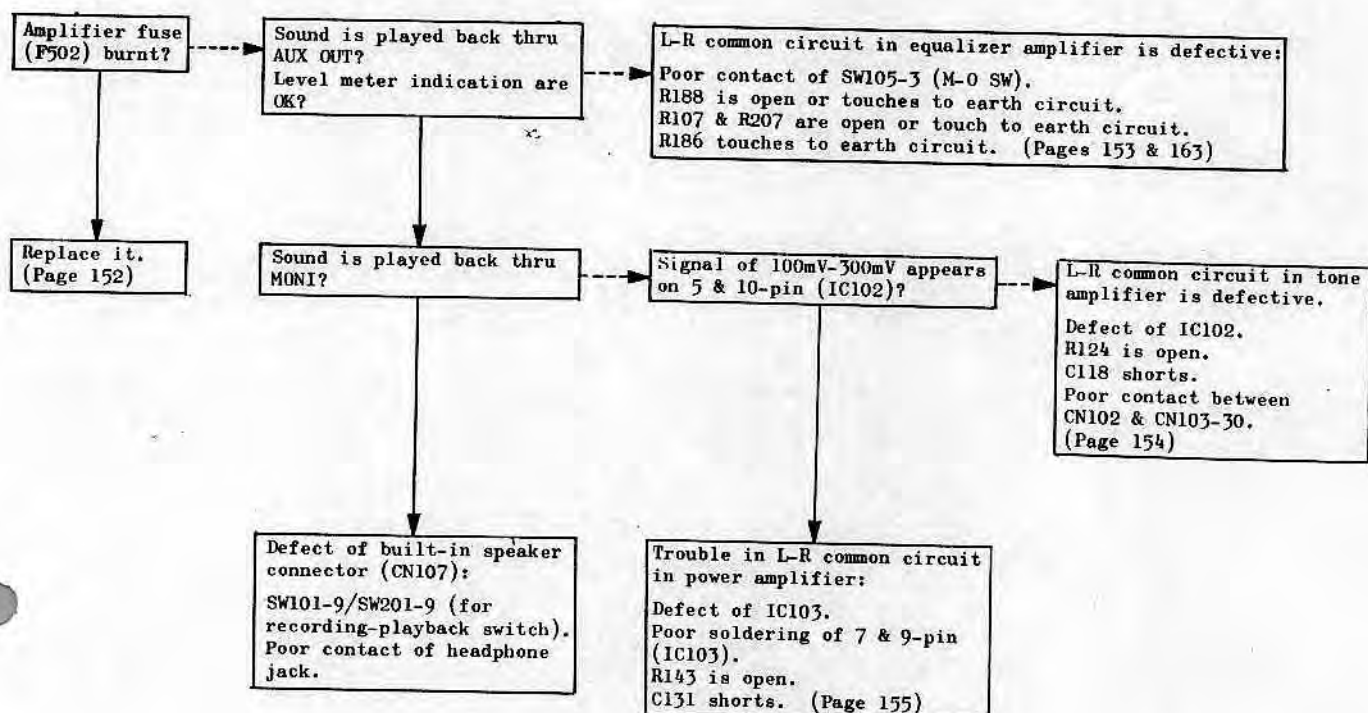 Amplifier fuse
(F502) burnt?
Sound is played back thru
AUX OUT?
Level meter indication are
OK?
L-R common circuit in equalizer amplifier is defective:
Poor contact of SW105-3 (M-O SW).
R188 is open or touches to earth circuit.
R107 & R207 are open or touch to earth circuit.
R186 touches to earth circuit. (Pages 153 & 163)
Replace it.
(Page 152)
Sound is played back thru
MONI?
Signal of 100mV-300mV appears
on 5 & 10-pin (IC102)?
L-R common circuit in tone
amplifier is defective.
Defect of IC102.
R124 is open.
C118 shorts.
Poor contact between
CN102 & CN103-30.
(Page 154)
Defect of built-in speaker
connector (CN107):
SW101-9/SW201-9 (for
recording-playback switch).
Poor contact of headphone
jack.
Trouble in L-R common circuit
in power amplifier:
Defect of IC103.
Poor soldering of 7 & 9-pin
(IC103).
R143 is open.
C131 shorts. (Page 155)